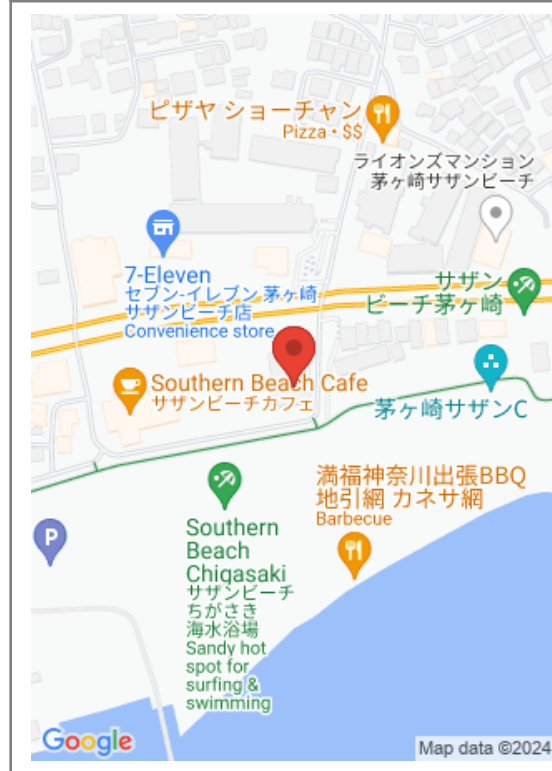 ピザヤ ショーチャン
Pizza • $$
ライオンズマンション
茅ヶ崎サザンビーチ
7-Eleven
セブン-イレブン 茅ヶ崎
サザンビーチ店
Convenience store
サザン
ビーチ茅ヶ崎
Southern Beach Cafe
サザンビーチカフェ
茅ヶ崎サザンC
満福神奈川出張BBQ
地引網 カネサ網
Barbecue
P
Southern
Beach
Chigasaki
サザンビーチ
ちがさき
海水浴場
Sandy hot
spot for
surfing &
swimming
Google
Map data ©2024